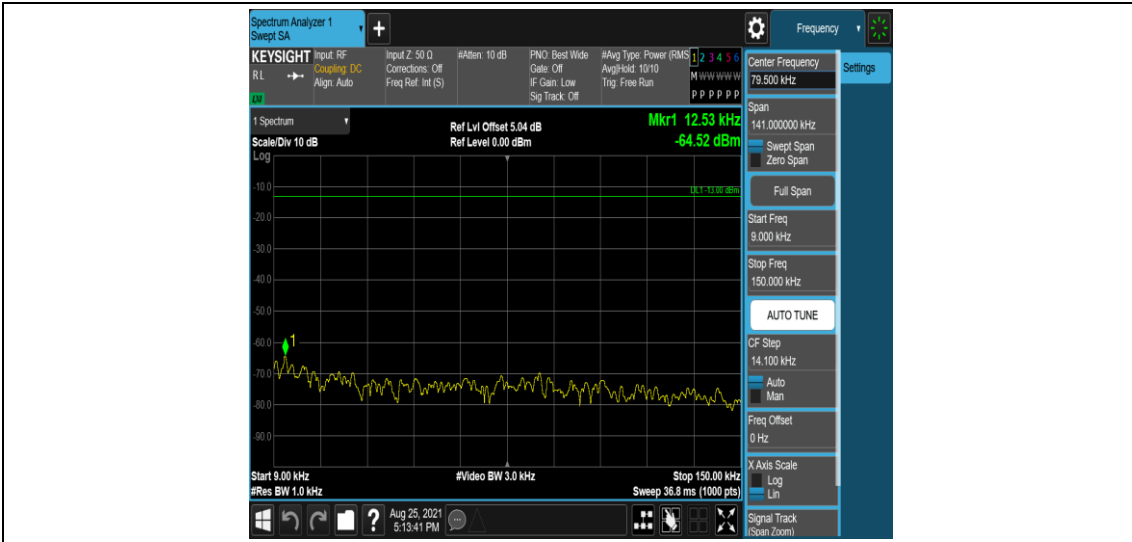 Spectrum Analyzer 1
Swept SA
+
Frequency
KEYSIGHT
Input: RF
Input Z: 50 Ω
#Atten: 10 dB
PNO: Best Wide
#Avg Type: Power (RMS
1 2 3 4 5 6
RL
Coupling: DC
Corrections: Off
Gate: Off
Avg|Hold: 10/10
M W W W W W
Align: Auto
Freq Ref: Int (S)
IF Gain: Low
Trig: Free Run
Sig Track: Off
P P P P P P
1 Spectrum
Ref Lvl Offset 5.04 dB
Mkr1 12.53 kHz
Scale/Div 10 dB
Ref Level 0.00 dBm
-64.52 dBm
Log
-10.0
DL1 -13.00 dBm
-20.0
-30.0
-40.0
-50.0
-60.0
1
-70.0
-80.0
-90.0
Start 9.00 kHz
#Video BW 3.0 kHz
Stop 150.00 kHz
#Res BW 1.0 kHz
Sweep 36.8 ms (1000 pts)
Center Frequency
79.500 kHz
Settings
Span
141.000000 kHz
Swept Span
Zero Span
Full Span
Start Freq
9.000 kHz
Stop Freq
150.000 kHz
AUTO TUNE
CF Step
14.100 kHz
Auto
Man
Freq Offset
0 Hz
X Axis Scale
Log
Lin
Signal Track
(Span Zoom)
?
Aug 25, 2021
5:13:41 PM